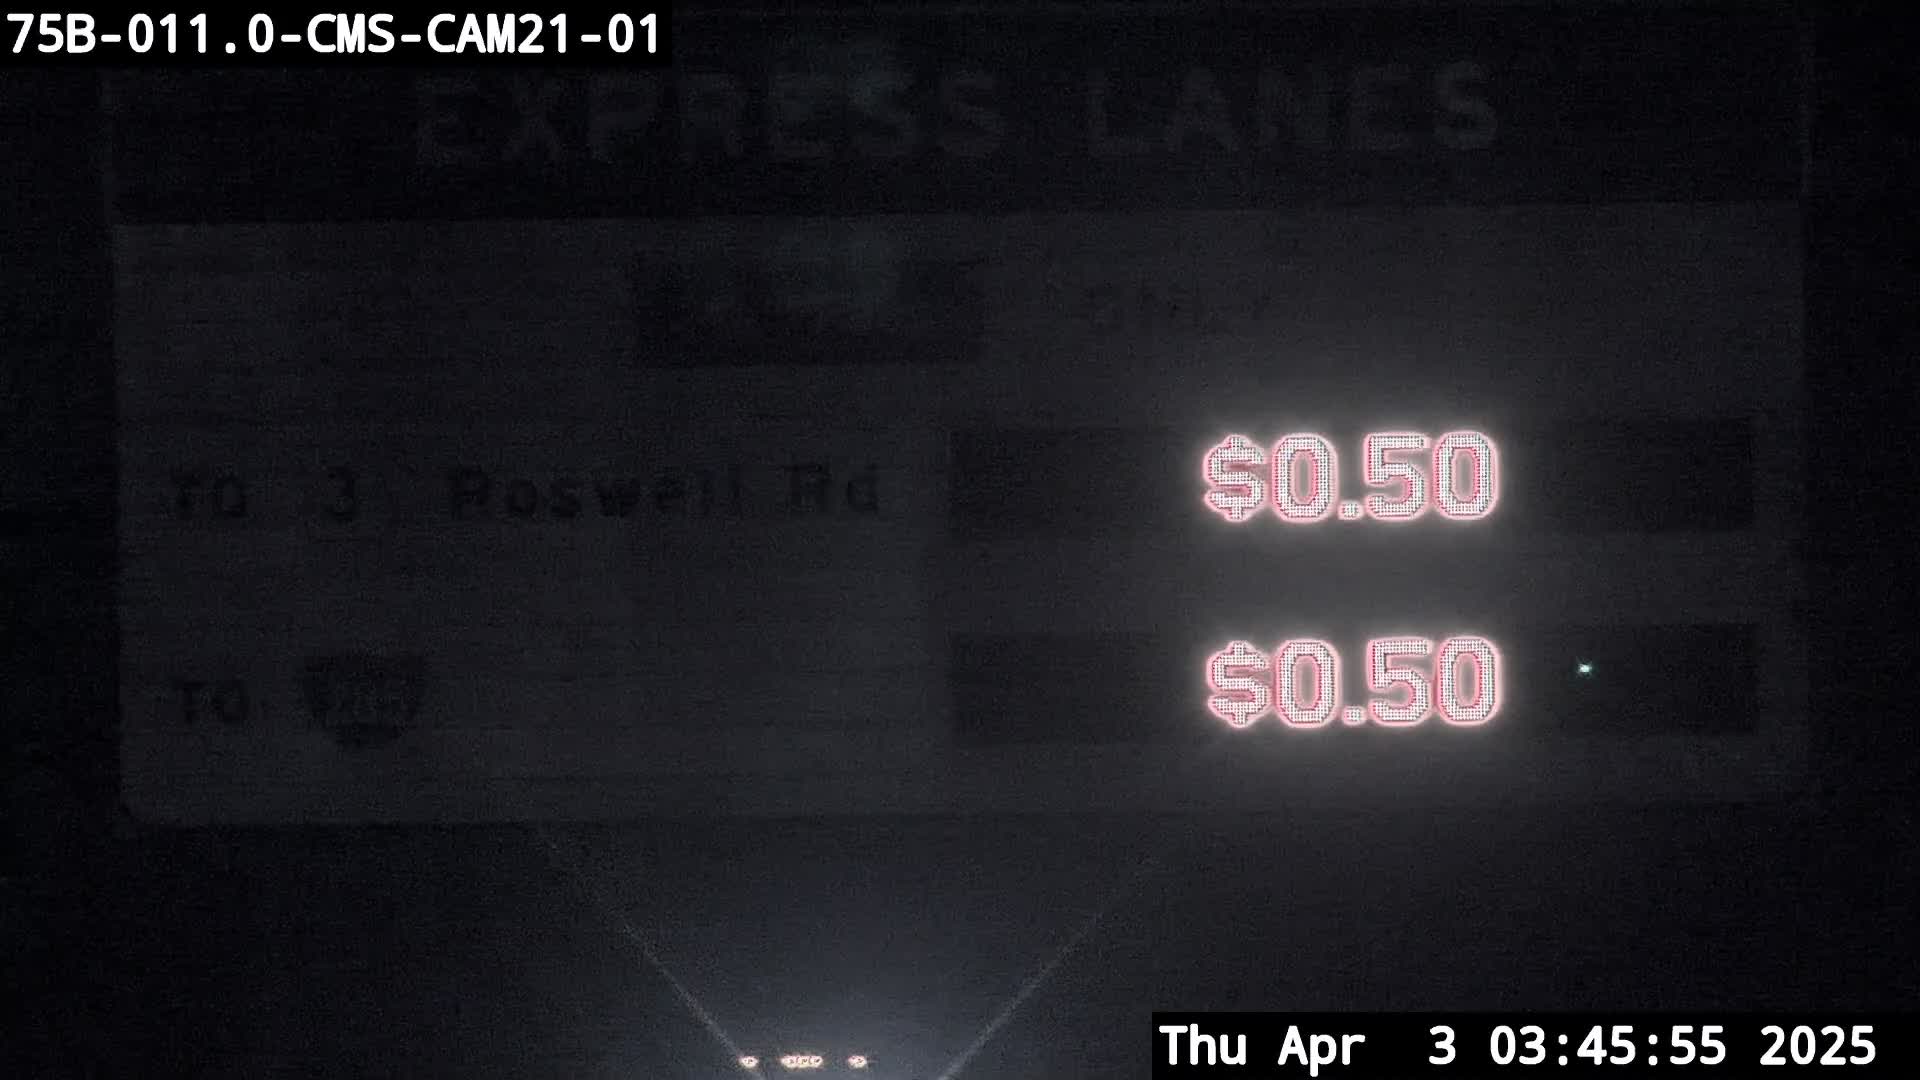 75B-011.0-CMS-CAM21-01
EXPRESS LANES
Only
TO 3 Roswell Rd $0.50
TO $0.50
Thu Apr 3 03:45:55 2025